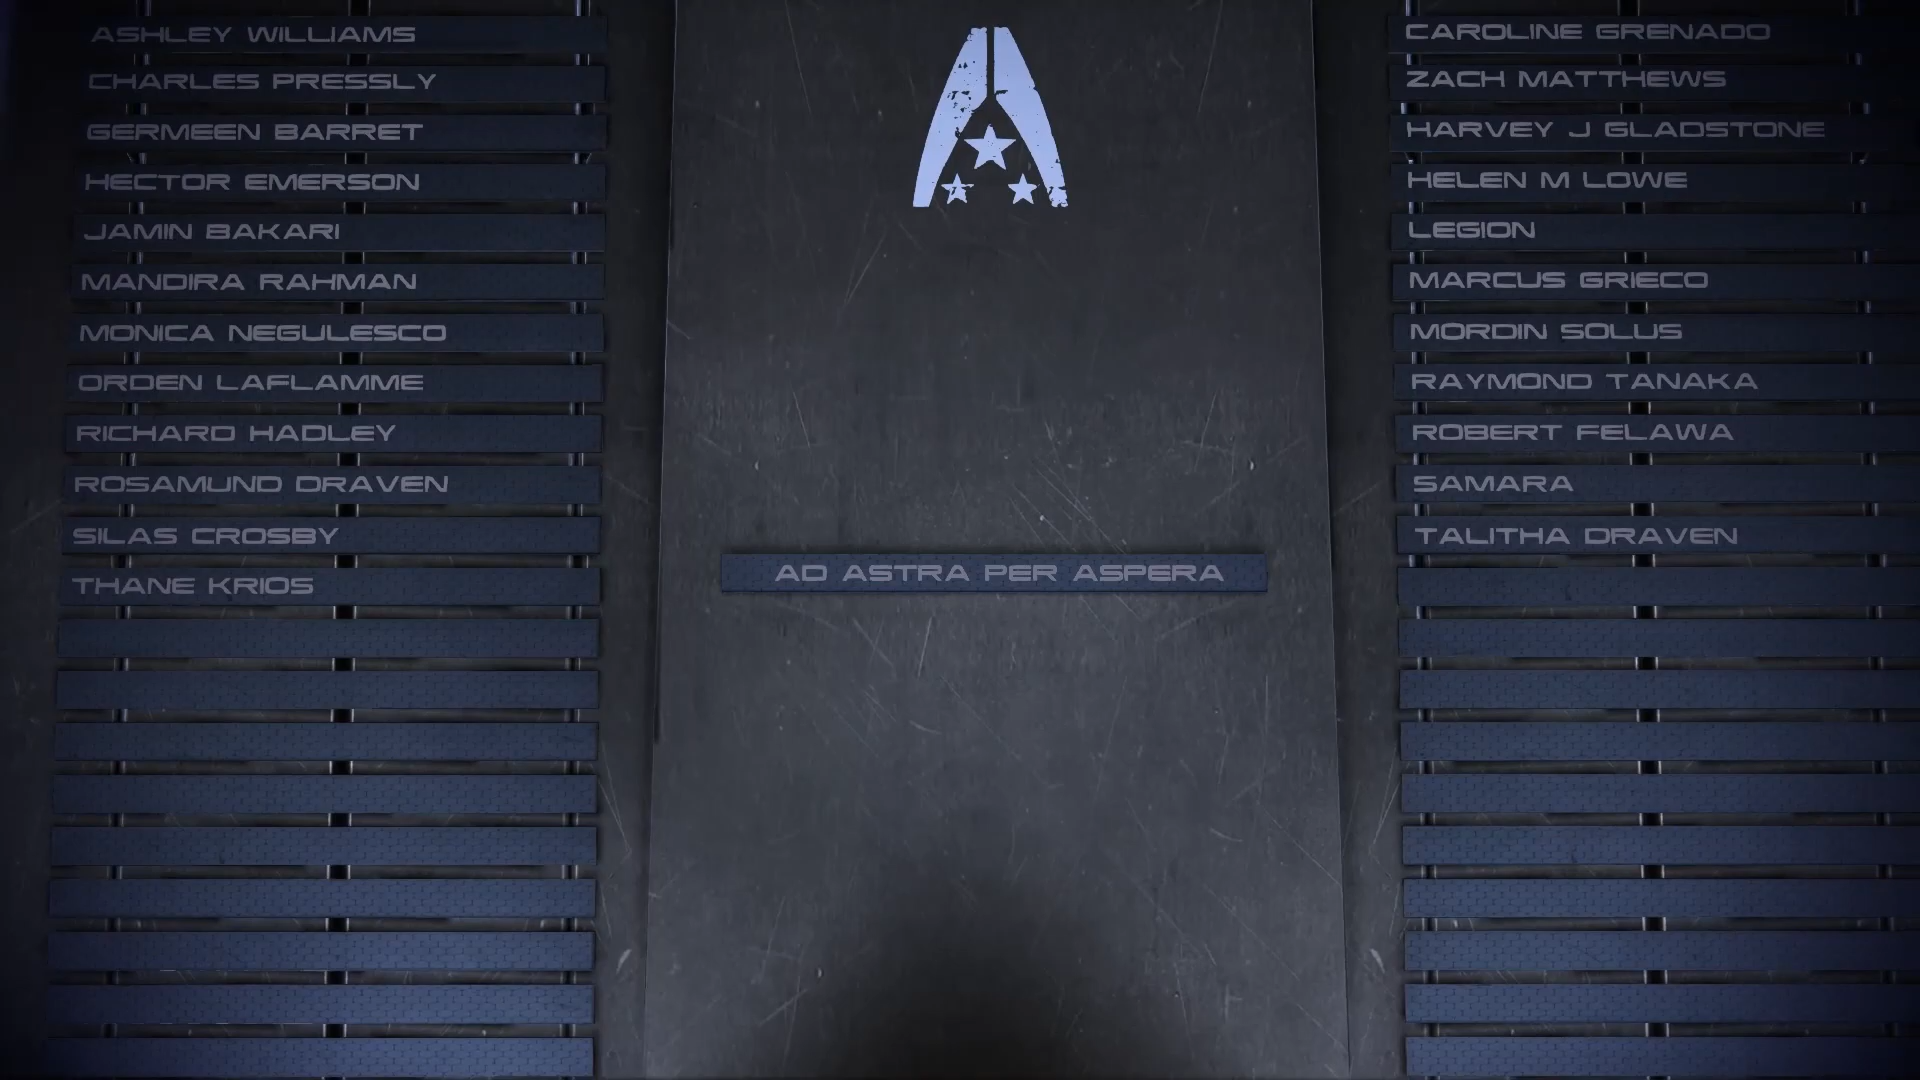 ASHLEY WILLIAMS
CHARLES PRESSLY
GERMEEN BARRET
HECTOR EMERSON
JAMIN BAKARI
MANDIRA RAHMAN
MONICA NEGULESCO
ORDEN LAFLAMME
RICHARD HADLEY
ROSAMUND DRAVEN
SILAS CROSBY
THANE KRIOS
AD ASTRA PER ASPERA
CAROLINE GRENADO
ZACH MATTHEWS
HARVEY J GLADSTONE
HELEN M LOWE
LEGION
MARCUS GRIECO
MORDIN SOLUS
RAYMOND TANAKA
ROBERT FELAWA
SAMARA
TALITHA DRAVEN